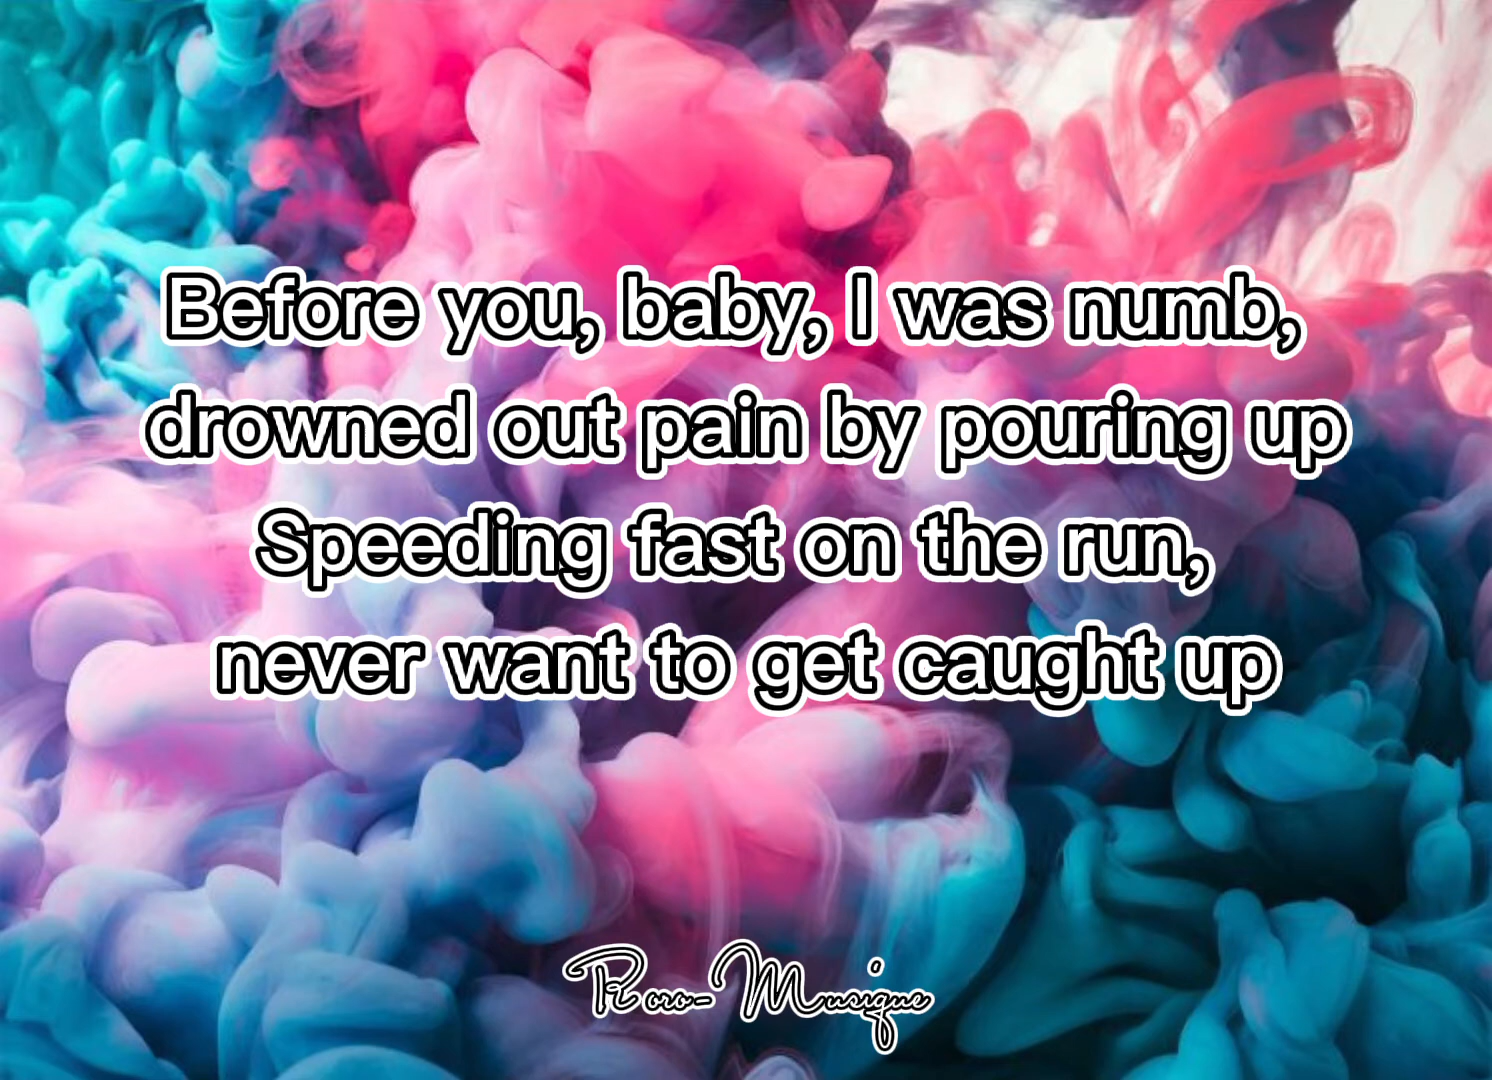 Before you, baby, I was numb,
drowned out pain by pouring up
Speeding fast on the run,
never want to get caught up
Roro-Musique